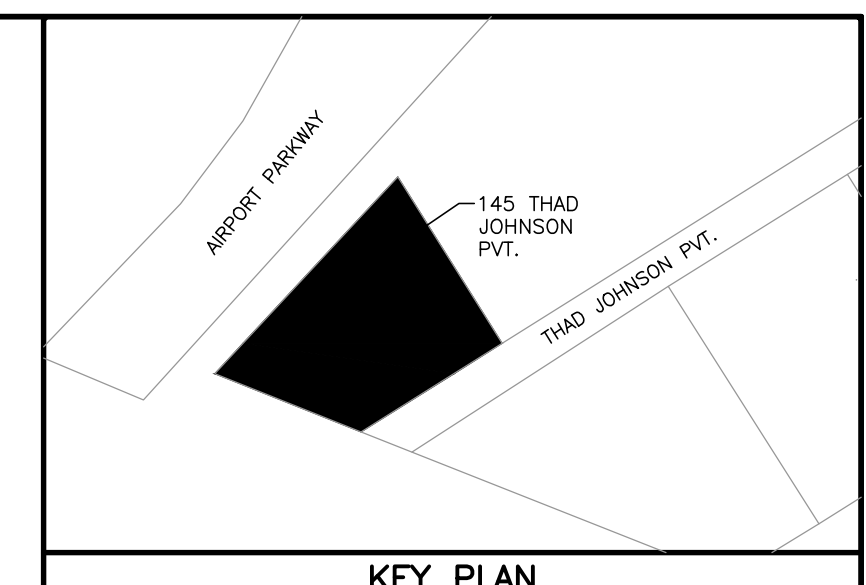 AIRPORT PARKWAY
145 THAD
JOHNSON
PVT.
THAD JOHNSON PVT.
KEY PLAN